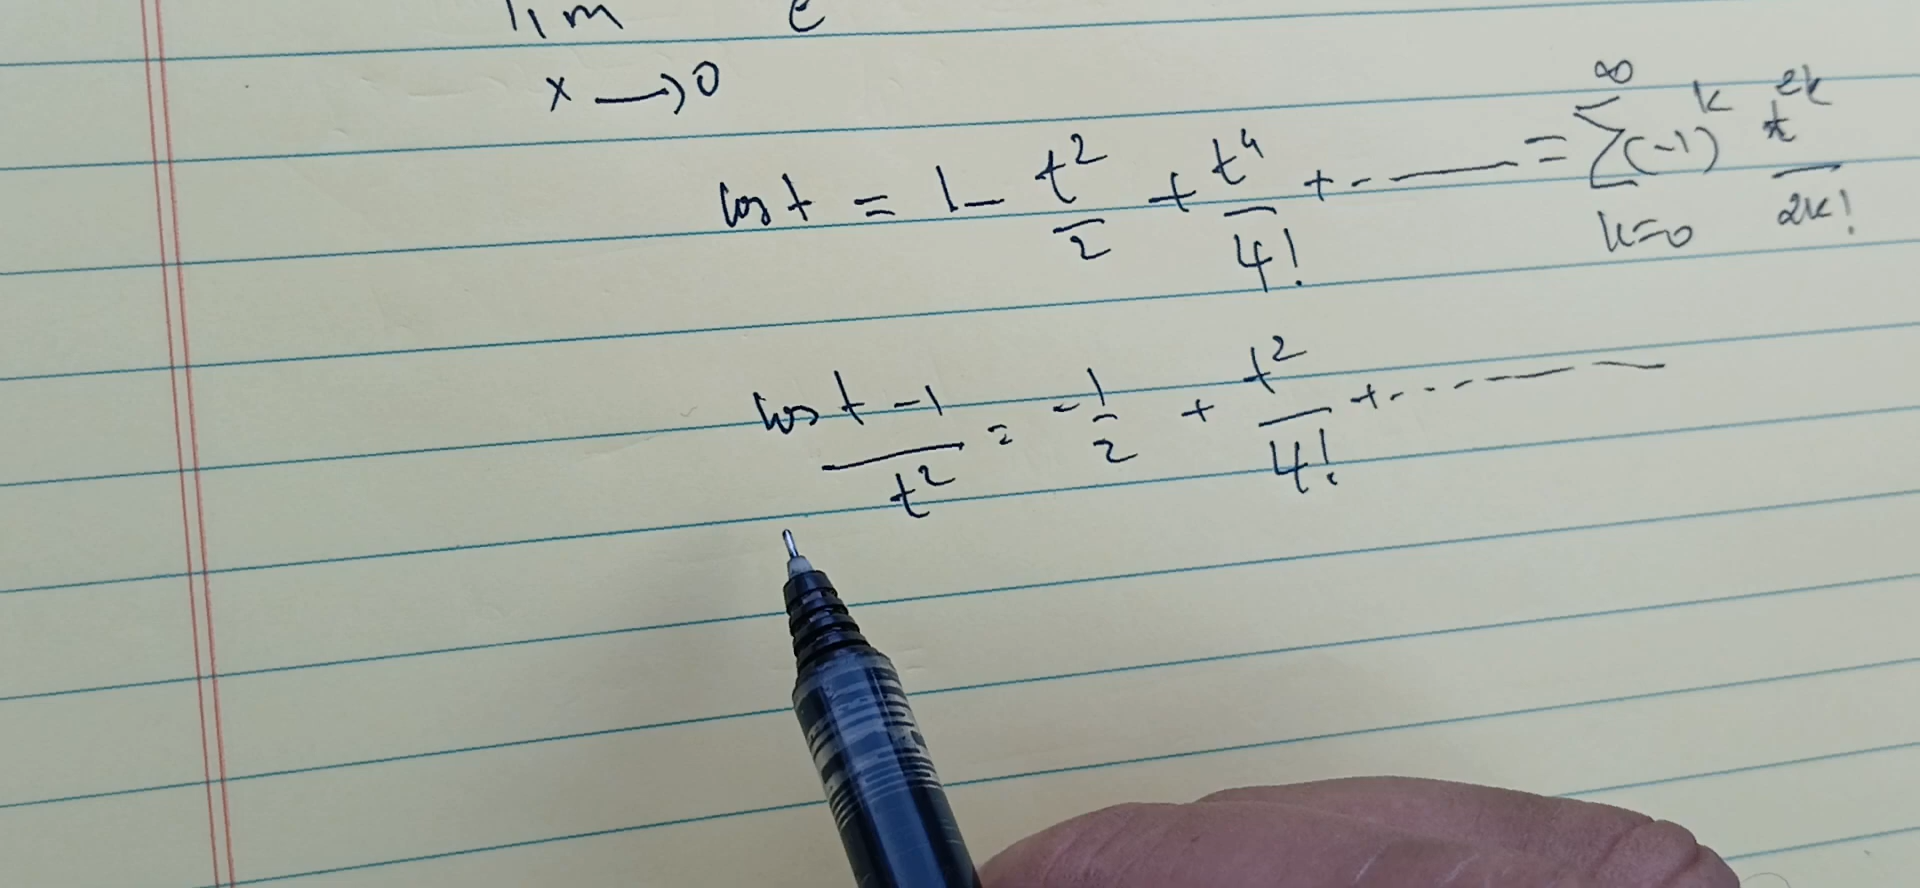 lim e
x → 0
cos t = 1 - t²/2 + t⁴/4! + ------ = ∑_{k=0}^{∞} (-1)^k t^{2k}/2k!
cos t - 1/t² = -1/2 + t²/4! + ------